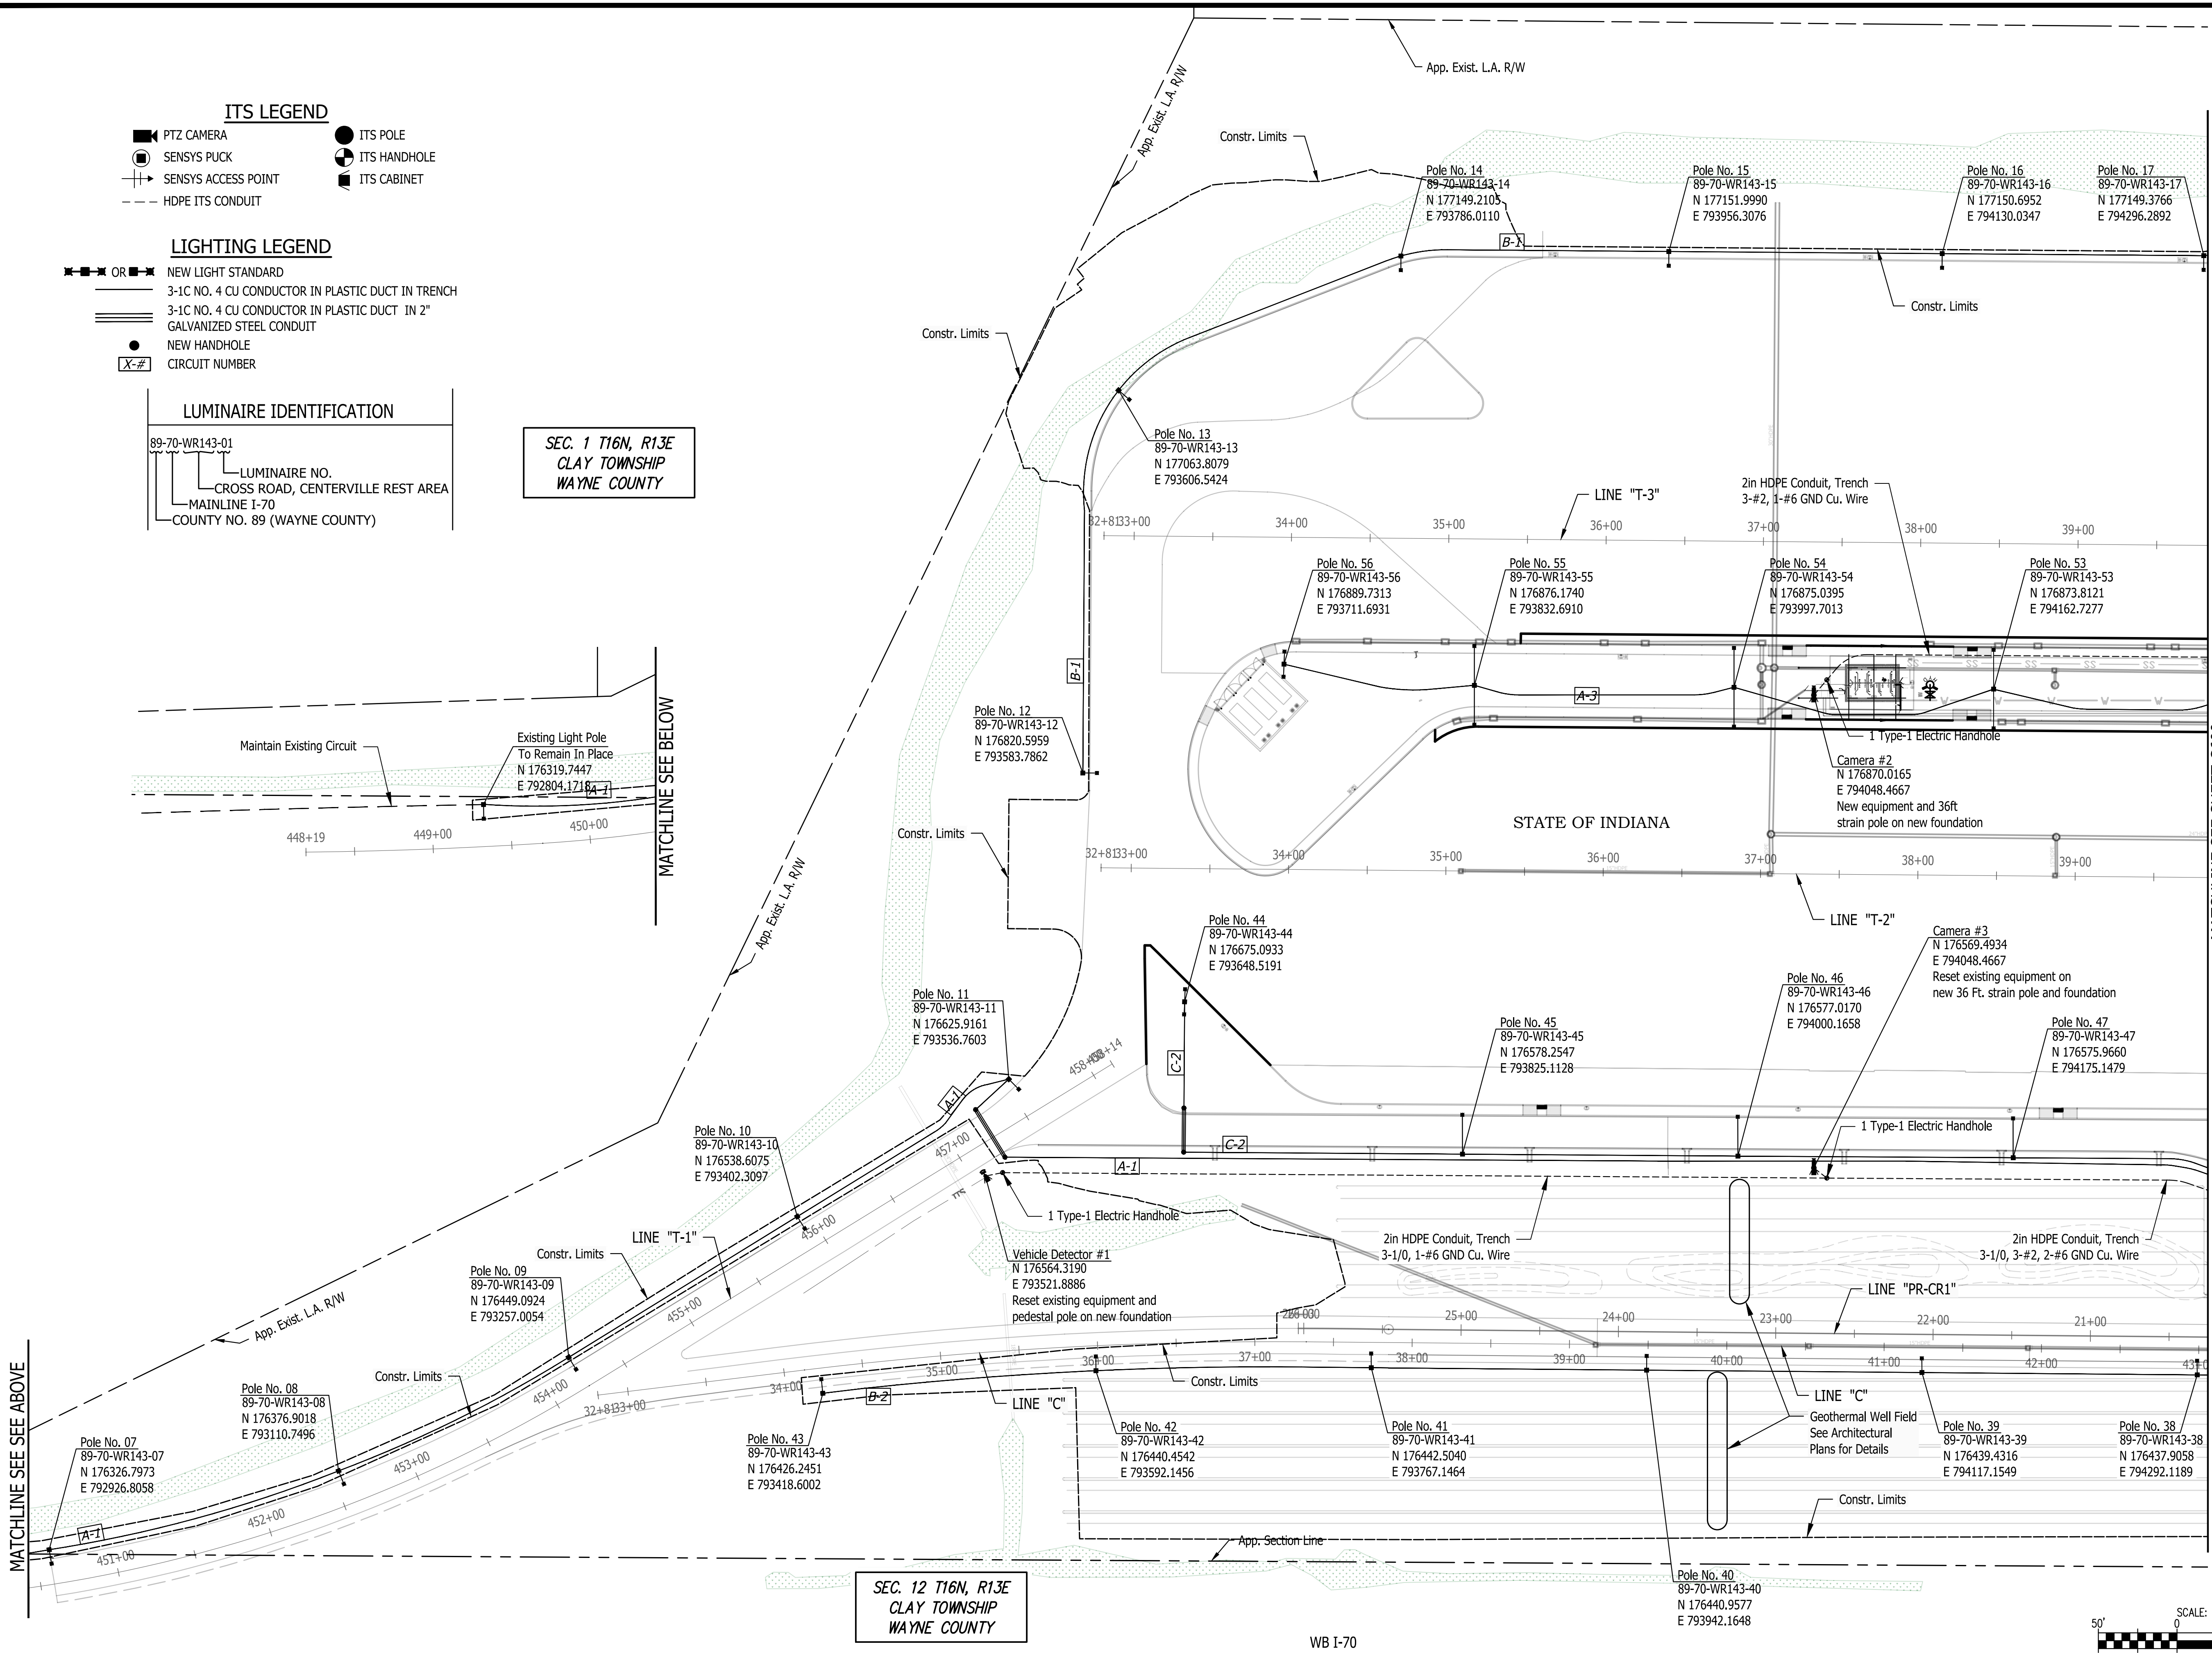 App. Exist. L.A. R/W
App. Exist. L.A. R/W
Constr. Limits
ITS LEGEND
PTZ CAMERA
ITS POLE
SENSYS PUCK
ITS HANDHOLE
SENSYS ACCESS POINT
ITS CABINET
HDPE ITS CONDUIT
LIGHTING LEGEND
OR
NEW LIGHT STANDARD
3-1C NO. 4 CU CONDUCTOR IN PLASTIC DUCT IN TRENCH
3-1C NO. 4 CU CONDUCTOR IN PLASTIC DUCT IN 2"
GALVANIZED STEEL CONDUIT
NEW HANDHOLE
X-#
CIRCUIT NUMBER
LUMINAIRE IDENTIFICATION
89-70-WR143-01
LUMINAIRE NO.
CROSS ROAD, CENTERVILLE REST AREA
MAINLINE I-70
COUNTY NO. 89 (WAYNE COUNTY)
SEC. 1 T16N, R13E
CLAY TOWNSHIP
WAYNE COUNTY
Pole No. 14
89-70-WR143-14
N 177149.2105
E 793786.0110
Pole No. 15
89-70-WR143-15
N 177151.9990
E 793956.3076
Pole No. 16
89-70-WR143-16
N 177150.6952
E 794130.0347
Pole No. 17
89-70-WR143-17
N 177149.3766
E 794296.2892
B-1
Constr. Limits
Constr. Limits
Pole No. 13
89-70-WR143-13
N 177063.8079
E 793606.5424
LINE "T-3"
2in HDPE Conduit, Trench
3-#2, 1-#6 GND Cu. Wire
32+81
33+00
34+00
35+00
36+00
37+00
38+00
39+00
Pole No. 56
89-70-WR143-56
N 176889.7313
E 793711.6931
Pole No. 55
89-70-WR143-55
N 176876.1740
E 793832.6910
Pole No. 54
89-70-WR143-54
N 176875.0395
E 793997.7013
Pole No. 53
89-70-WR143-53
N 176873.8121
E 794162.7277
B-1
A-3
SS SS SS SS SS
W W W W
1 Type-1 Electric Handhole
Pole No. 12
89-70-WR143-12
N 176820.5959
E 793583.7862
Camera #2
N 176870.0165
E 794048.4667
New equipment and 36ft
strain pole on new foundation
MATCHLINE SEE BELOW
Maintain Existing Circuit
Existing Light Pole
To Remain In Place
N 176319.7447
E 792804.1718
A-1
448+19
449+00
450+00
Constr. Limits
STATE OF INDIANA
32+81
33+00
34+00
35+00
36+00
37+00
38+00
39+00
LINE "T-2"
App. Exist. L.A. R/W
Pole No. 44
89-70-WR143-44
N 176675.0933
E 793648.5191
Camera #3
N 176569.4934
E 794048.4667
Reset existing equipment on
new 36 Ft. strain pole and foundation
Pole No. 46
89-70-WR143-46
N 176577.0170
E 794000.1658
Pole No. 11
89-70-WR143-11
N 176625.9161
E 793536.7603
Pole No. 45
89-70-WR143-45
N 176578.2547
E 793825.1128
Pole No. 47
89-70-WR143-47
N 176575.9660
E 794175.1479
458+14
C-2
A-1
C-2
A-1
1 Type-1 Electric Handhole
Pole No. 10
89-70-WR143-10
N 176538.6075
E 793402.3097
457+00
ITS
1 Type-1 Electric Handhole
456+00
LINE "T-1"
Constr. Limits
Vehicle Detector #1
N 176564.3190
E 793521.8886
Reset existing equipment and
pedestal pole on new foundation
2in HDPE Conduit, Trench
3-1/0, 1-#6 GND Cu. Wire
2in HDPE Conduit, Trench
3-1/0, 3-#2, 2-#6 GND Cu. Wire
Pole No. 09
89-70-WR143-09
N 176449.0924
E 793257.0054
455+00
App. Exist. L.A. R/W
LINE "PR-CR1"
25+00
24+00
23+00
22+00
21+00
MATCHLINE SEE ABOVE
Constr. Limits
454+00
32+81
33+00
34+00
35+00
36+00
37+00
38+00
39+00
40+00
41+00
42+00
Constr. Limits
B-2
LINE "C"
LINE "C"
Pole No. 08
89-70-WR143-08
N 176376.9018
E 793110.7496
Pole No. 43
89-70-WR143-43
N 176426.2451
E 793418.6002
Pole No. 42
89-70-WR143-42
N 176440.4542
E 793592.1456
Pole No. 41
89-70-WR143-41
N 176442.5040
E 793767.1464
Geothermal Well Field
See Architectural
Plans for Details
Pole No. 39
89-70-WR143-39
N 176439.4316
E 794117.1549
Pole No. 38
89-70-WR143-38
N 176437.9058
E 794292.1189
Pole No. 07
89-70-WR143-07
N 176326.7973
E 792926.8058
453+00
452+00
451+00
A-1
Constr. Limits
App. Section Line
SEC. 12 T16N, R13E
CLAY TOWNSHIP
WAYNE COUNTY
Pole No. 40
89-70-WR143-40
N 176440.9577
E 793942.1648
WB I-70
SCALE:
50'
0